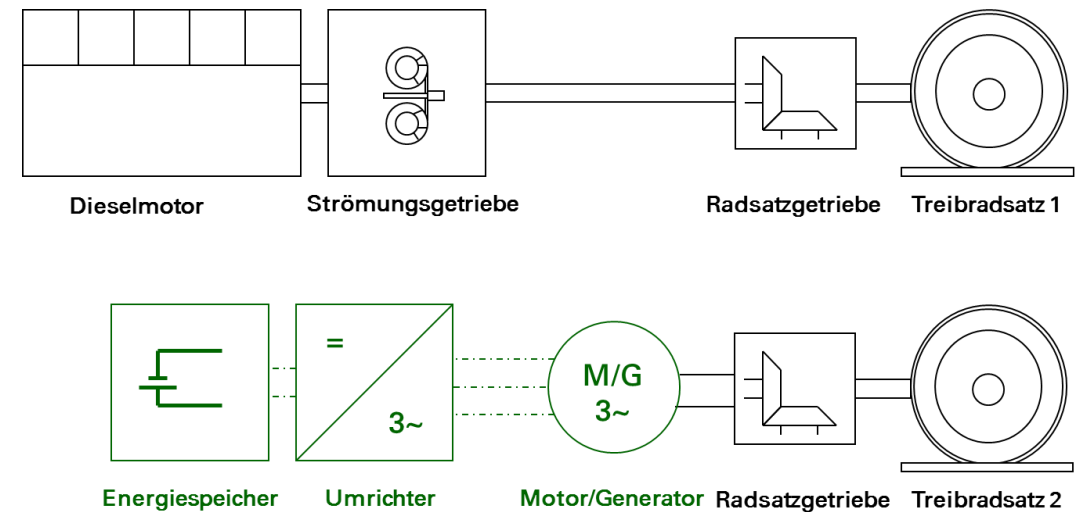 Dieselmotor Strömungsgetriebe Radsatzgetriebe Treibradsatz 1
=
3~
M/G
3~
Energiespeicher Umrichter Motor/Generator Radsatzgetriebe Treibradsatz 2